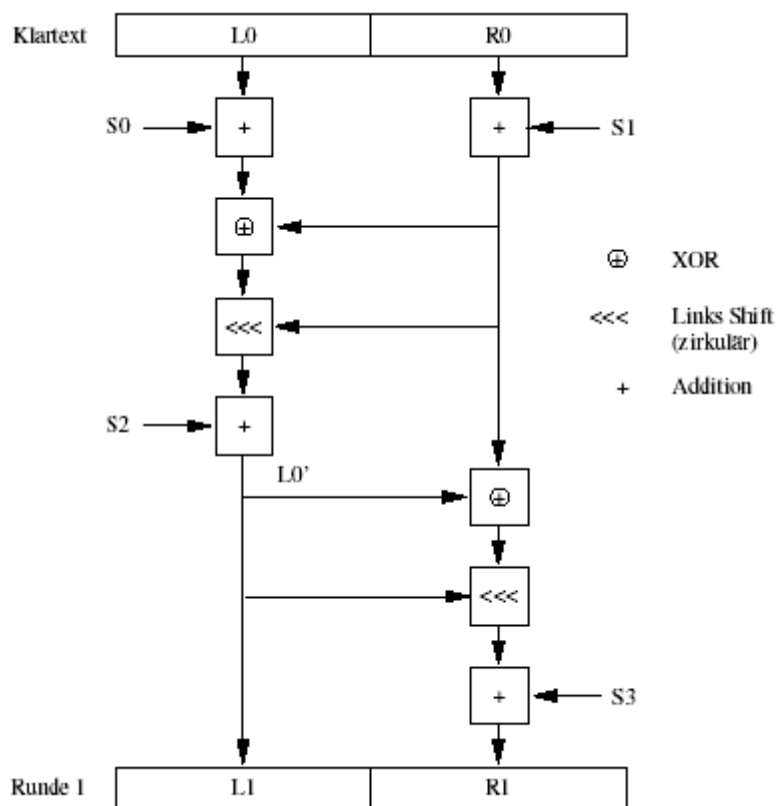 Klartext L0 R0
S0 + + S1
⊕
⊕ XOR
<<<
<<< Links Shift
(zirkulär)
+ Addition
S2 +
L0’
⊕
<<<
+ S3
Runde 1 L1 R1